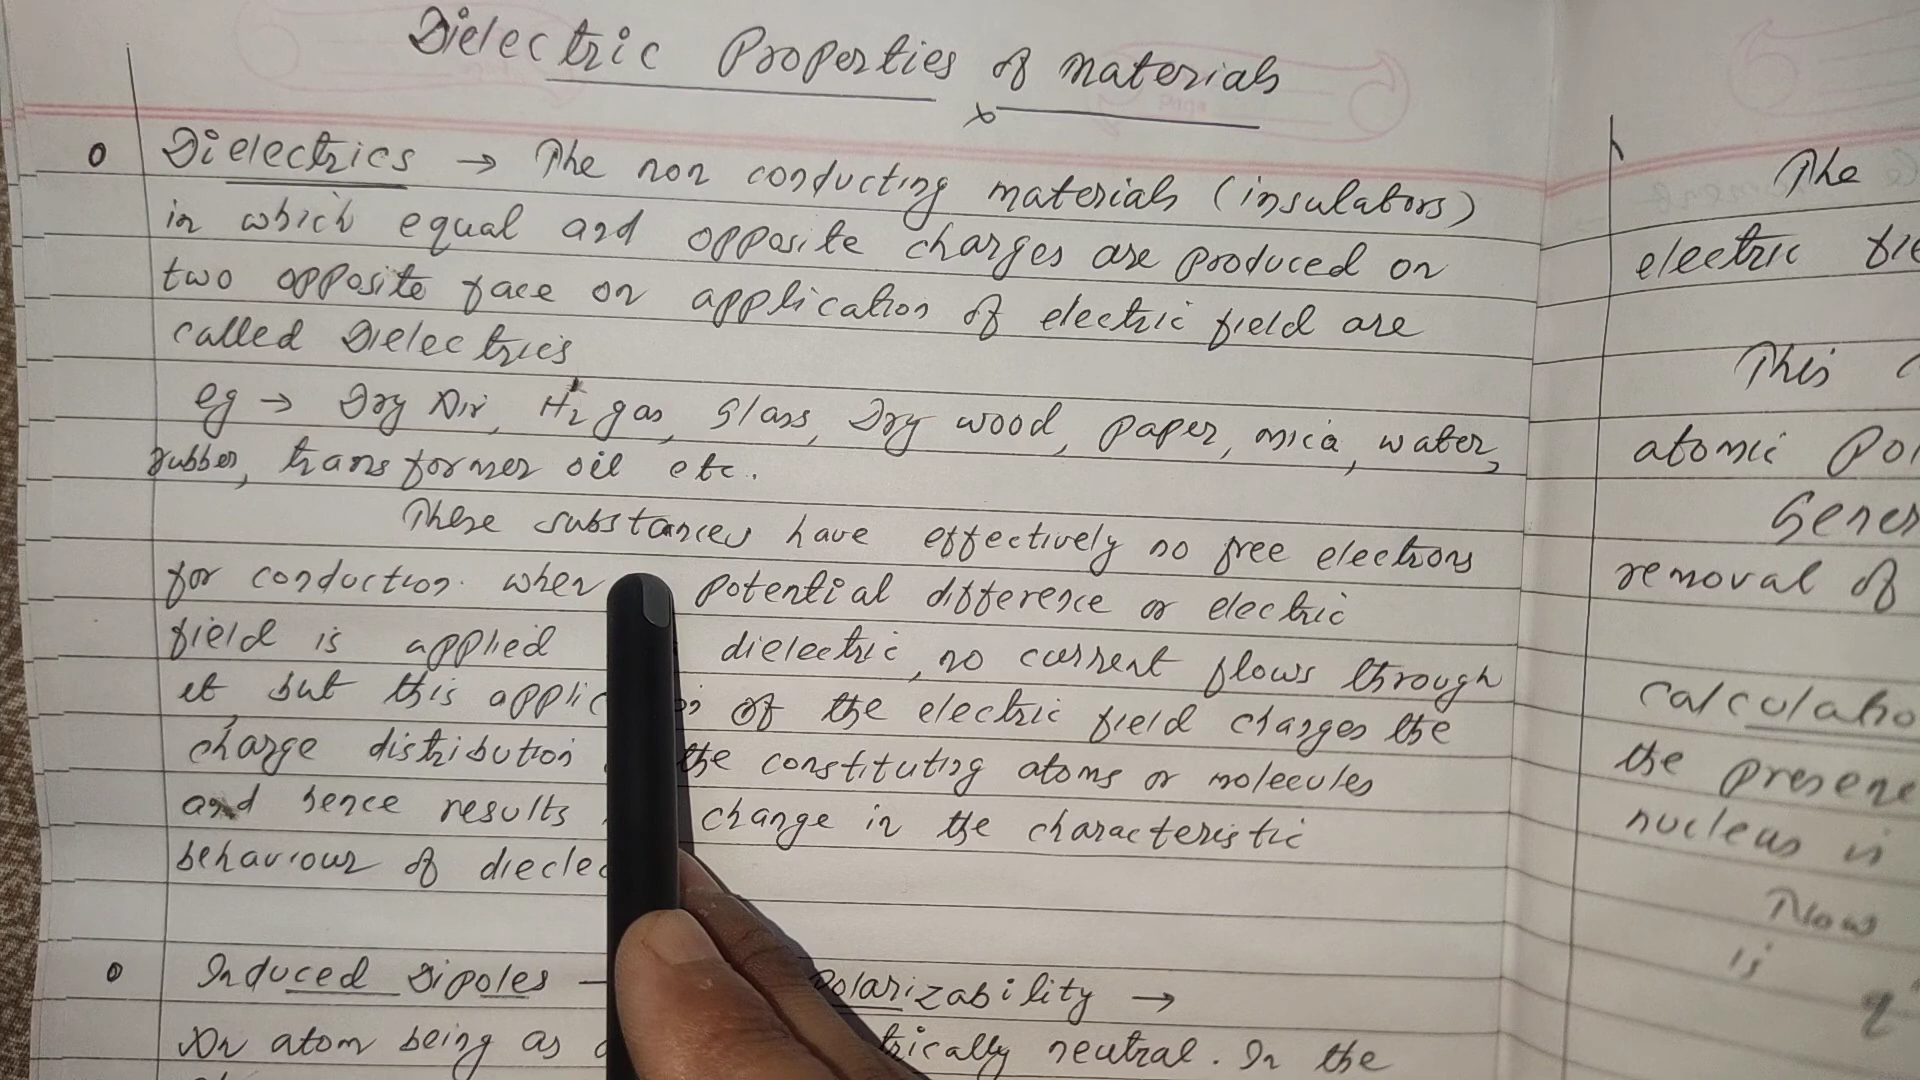 Dielectric Properties of materials
Dielectrics → The non conducting materials (insulators)
in which equal and opposite charges are produced on
two opposite face on application of electric field are
called Dielectrics
eg → Dry Air, H2 gas, Glass, Dry wood, paper, mica, water,
rubber, transformer oil etc.
These substances have effectively no free electrons
for conduction. when potential difference or electric
field is applied dielectric, no current flows through
it, but this of the electric field changes the
charge distribution the constituting atoms or molecules
and hence results change in the characteristic
behaviour of
Induced Dipoles - Polarizability →
An atom being as neutral. In the
The
electric
This
atomic
removal of
the
nucleus is
Now
is